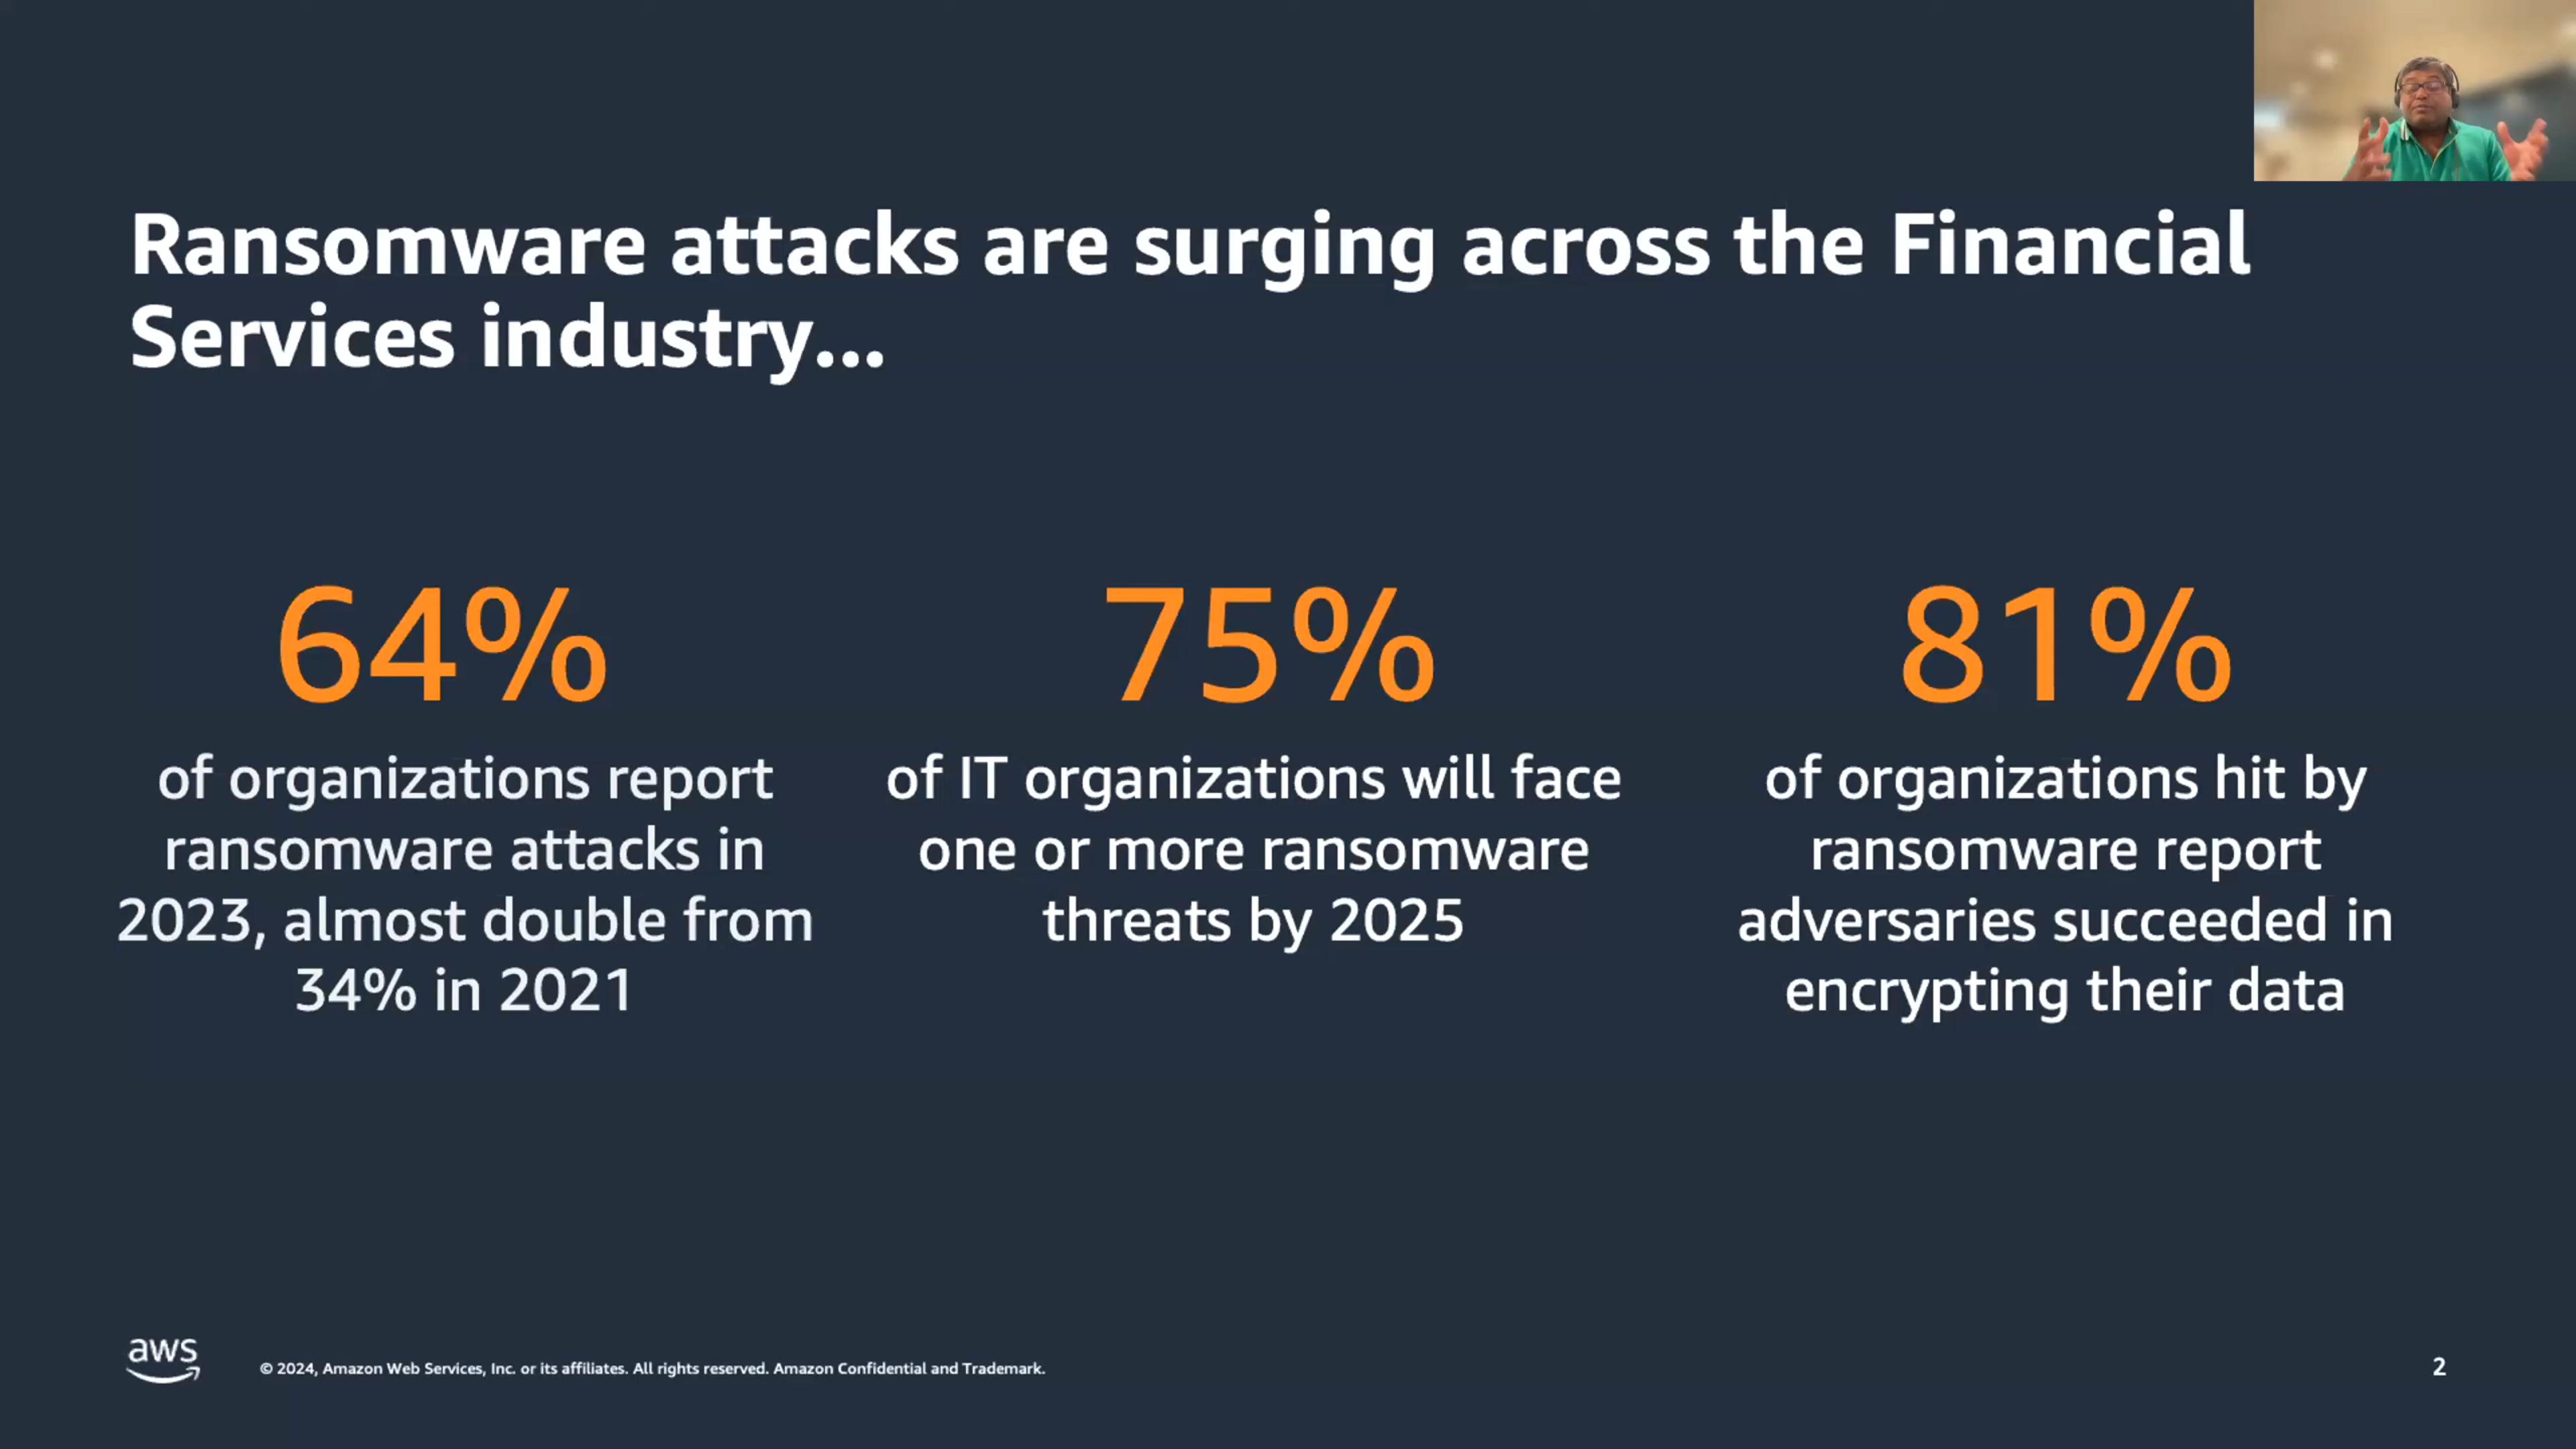 Ransomware attacks are surging across the Financial
Services industry...
64%
of organizations report
ransomware attacks in
2023, almost double from
34% in 2021
75%
of IT organizations will face
one or more ransomware
threats by 2025
81%
of organizations hit by
ransomware report
adversaries succeeded in
encrypting their data
aws
© 2024, Amazon Web Services, Inc. or its affiliates. All rights reserved. Amazon Confidential and Trademark.
2